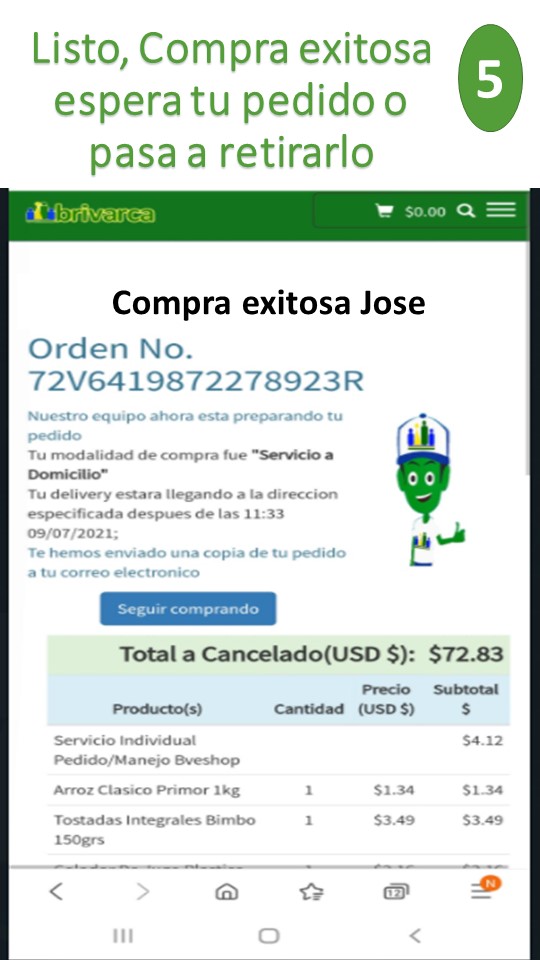 Listo, Compra exitosa
espera tu pedido o
pasa a retirarlo
5
brivarca
$0.00
Compra exitosa Jose
Orden No.
72V6419872278923R
Nuestro equipo ahora esta preparando tu
pedido
Tu modalidad de compra fue "Servicio a
Domicilio"
Tu delivery estara llegando a la direccion
especificada despues de las 11:33
09/07/2021;
Te hemos enviado una copia de tu pedido
a tu correo electronico
Seguir comprando
Total a Cancelado(USD $): $72.83
Producto(s) Cantidad Precio (USD $) Subtotal $
Servicio Individual $4.12
Pedido/Manejo Bveshop
Arroz Clasico Primor 1kg 1 $1.34 $1.34
Tostadas Integrales Bimbo 1 $3.49 $3.49
150grs
12
N